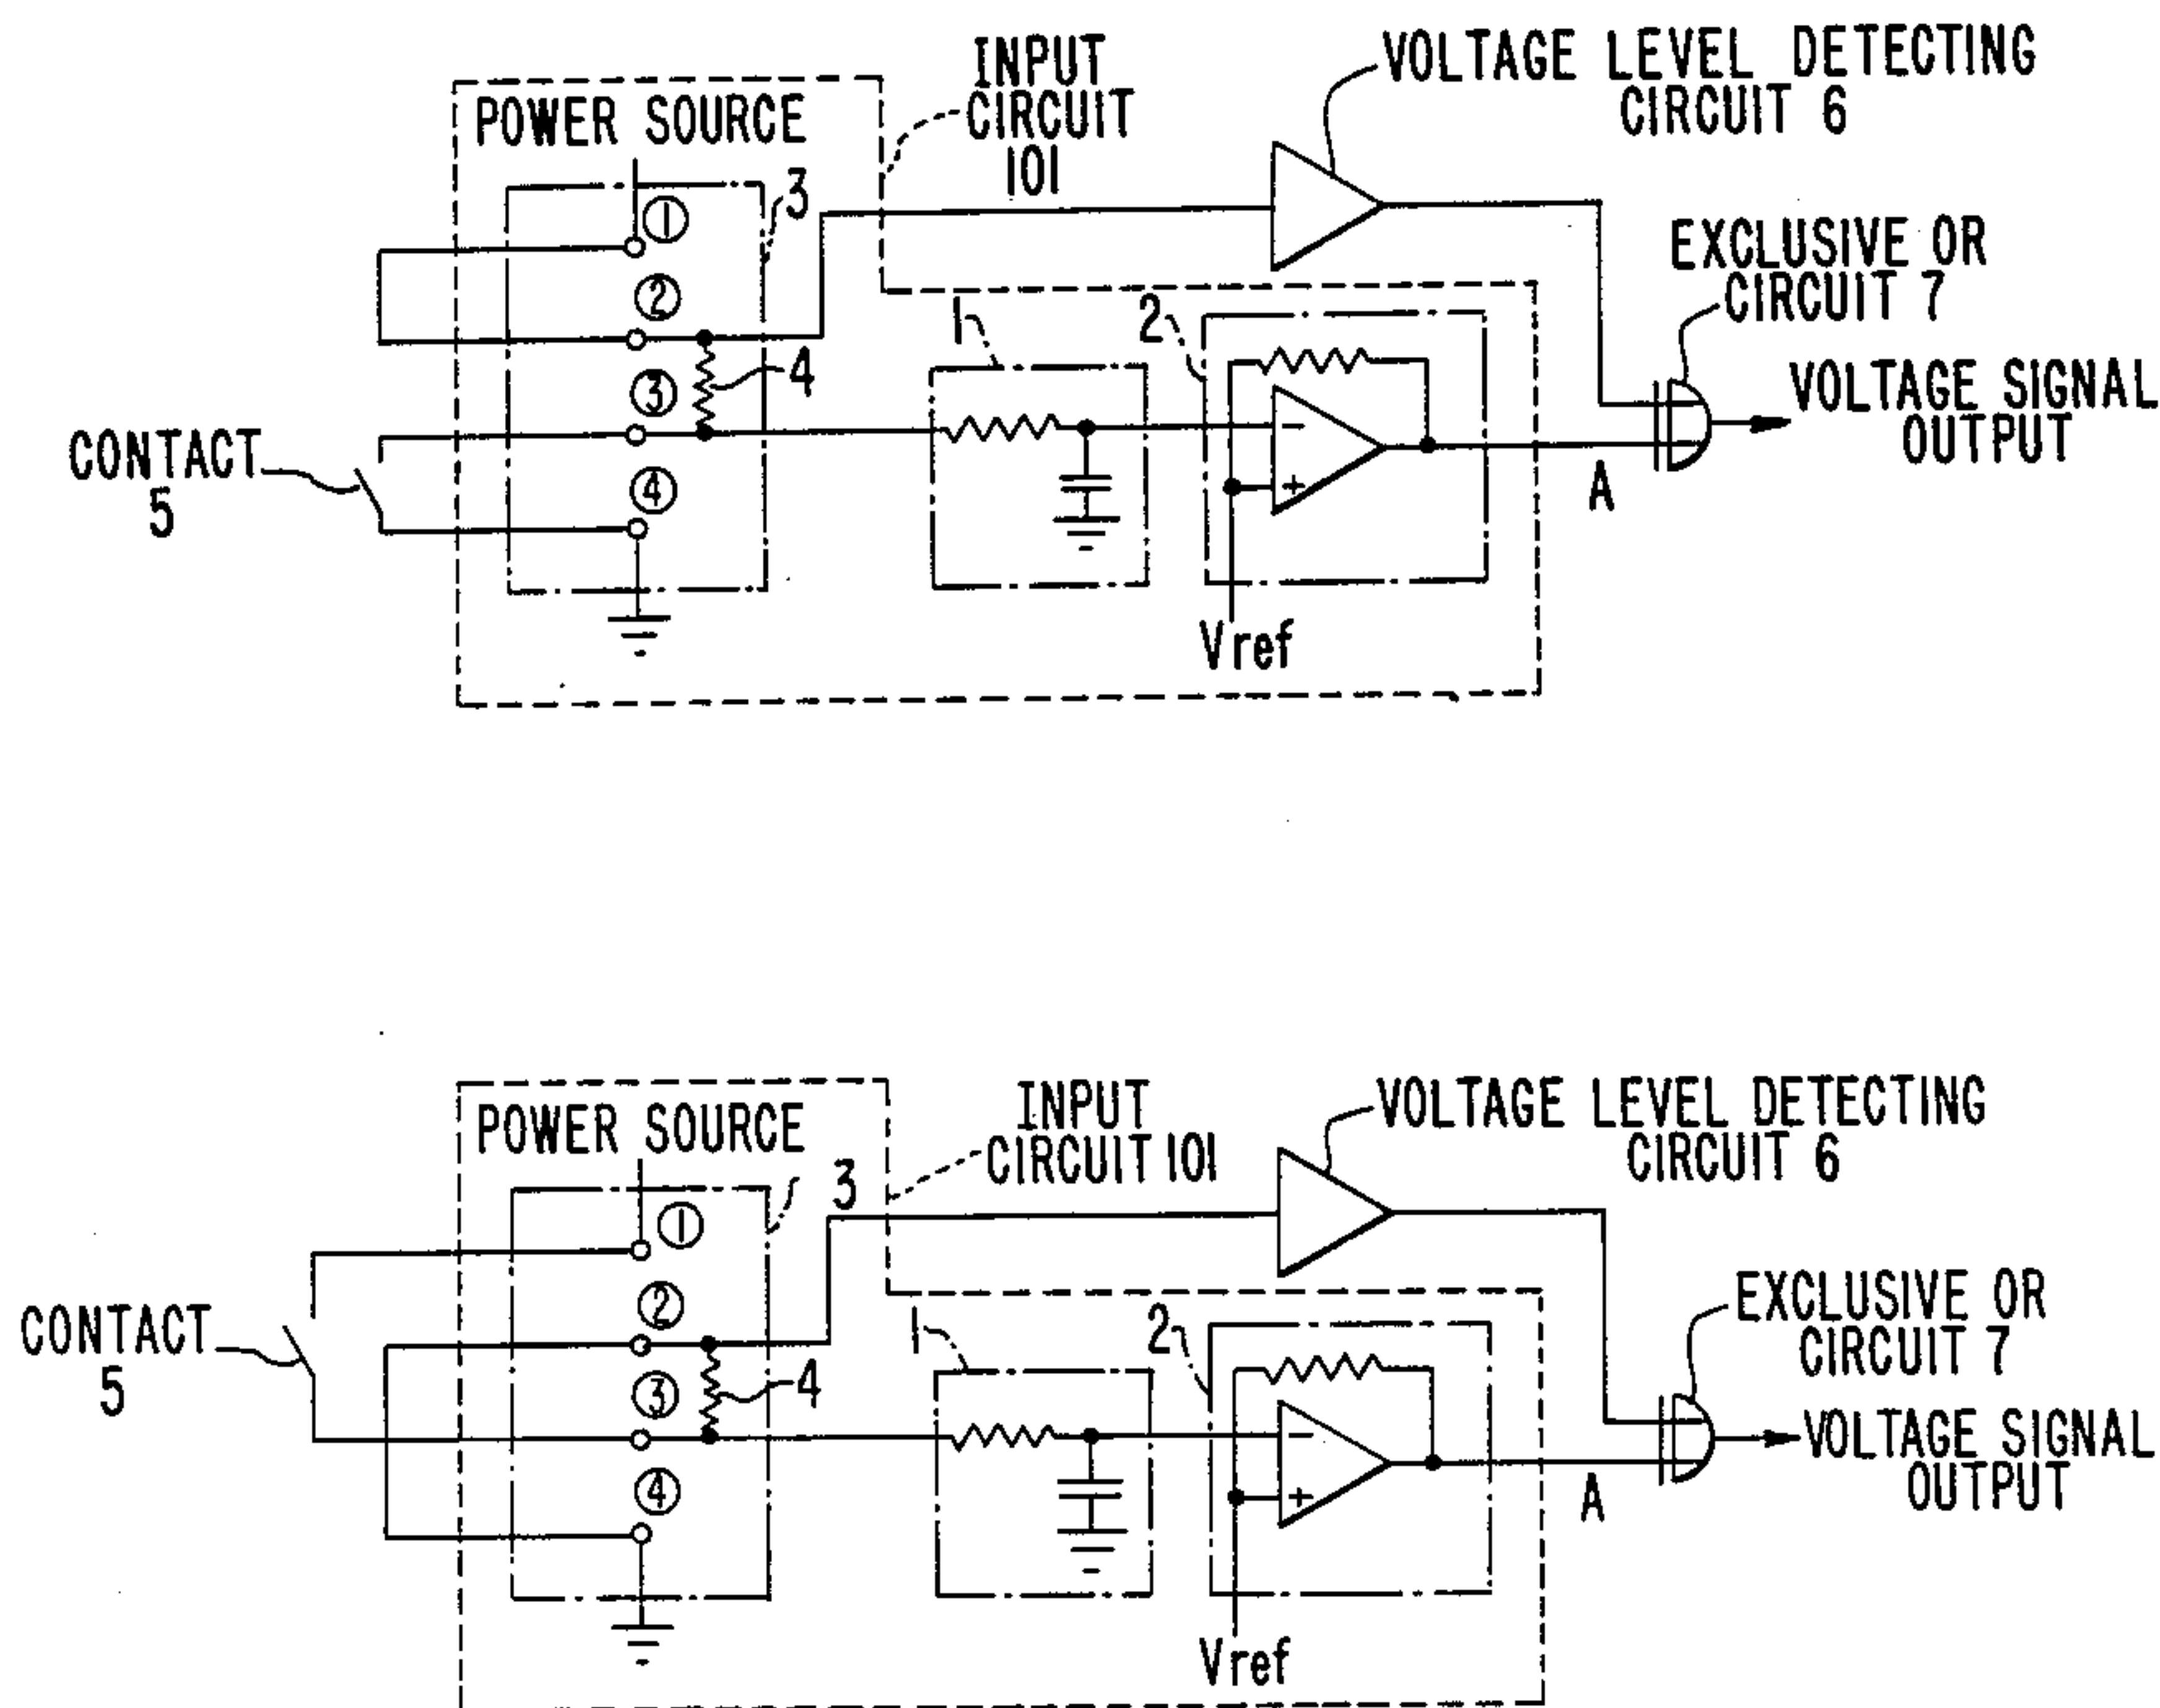 INPUT
CIRCUIT
101
VOLTAGE LEVEL DETECTING
CIRCUIT 6
POWER SOURCE
3
①
EXCLUSIVE OR
CIRCUIT 7
②
1
2
4
③
VOLTAGE SIGNAL
OUTPUT
CONTACT
5
④
−
+
A
Vref
INPUT
CIRCUIT 101
VOLTAGE LEVEL DETECTING
CIRCUIT 6
POWER SOURCE
3
①
EXCLUSIVE OR
CIRCUIT 7
②
1
2
CONTACT
5
4
③
VOLTAGE SIGNAL
OUTPUT
④
−
+
A
Vref